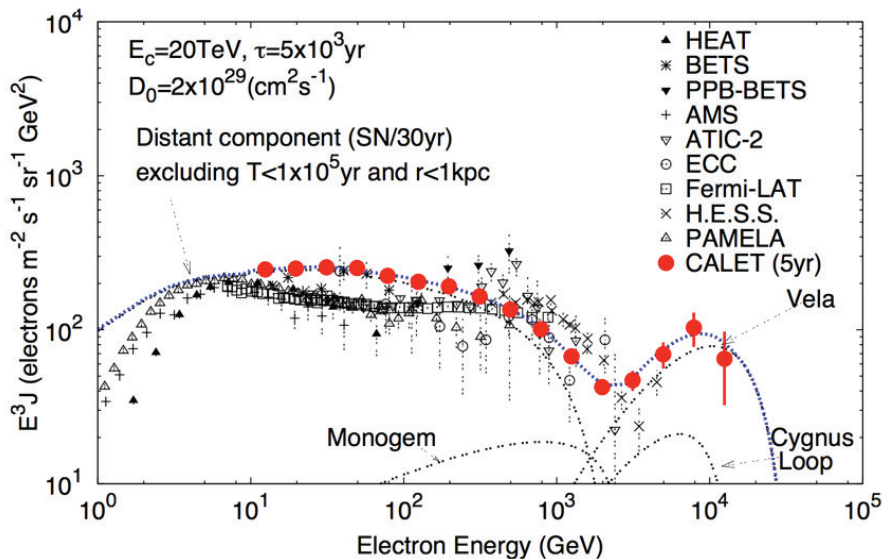 E_c=20TeV, τ=5x10³yr
D₀=2x10²⁹(cm²s⁻¹)
Distant component (SN/30yr)
excluding T<1x10⁵yr and r<1kpc
HEAT
BETS
PPB-BETS
AMS
ATIC-2
ECC
Fermi-LAT
H.E.S.S.
PAMELA
CALET (5yr)
Vela
Monogem
Cygnus
Loop
10⁴
10³
10²
10¹
E³J (electrons m⁻² s⁻¹ sr⁻¹ GeV²)
10⁰ 10¹ 10² 10³ 10⁴ 10⁵
Electron Energy (GeV)